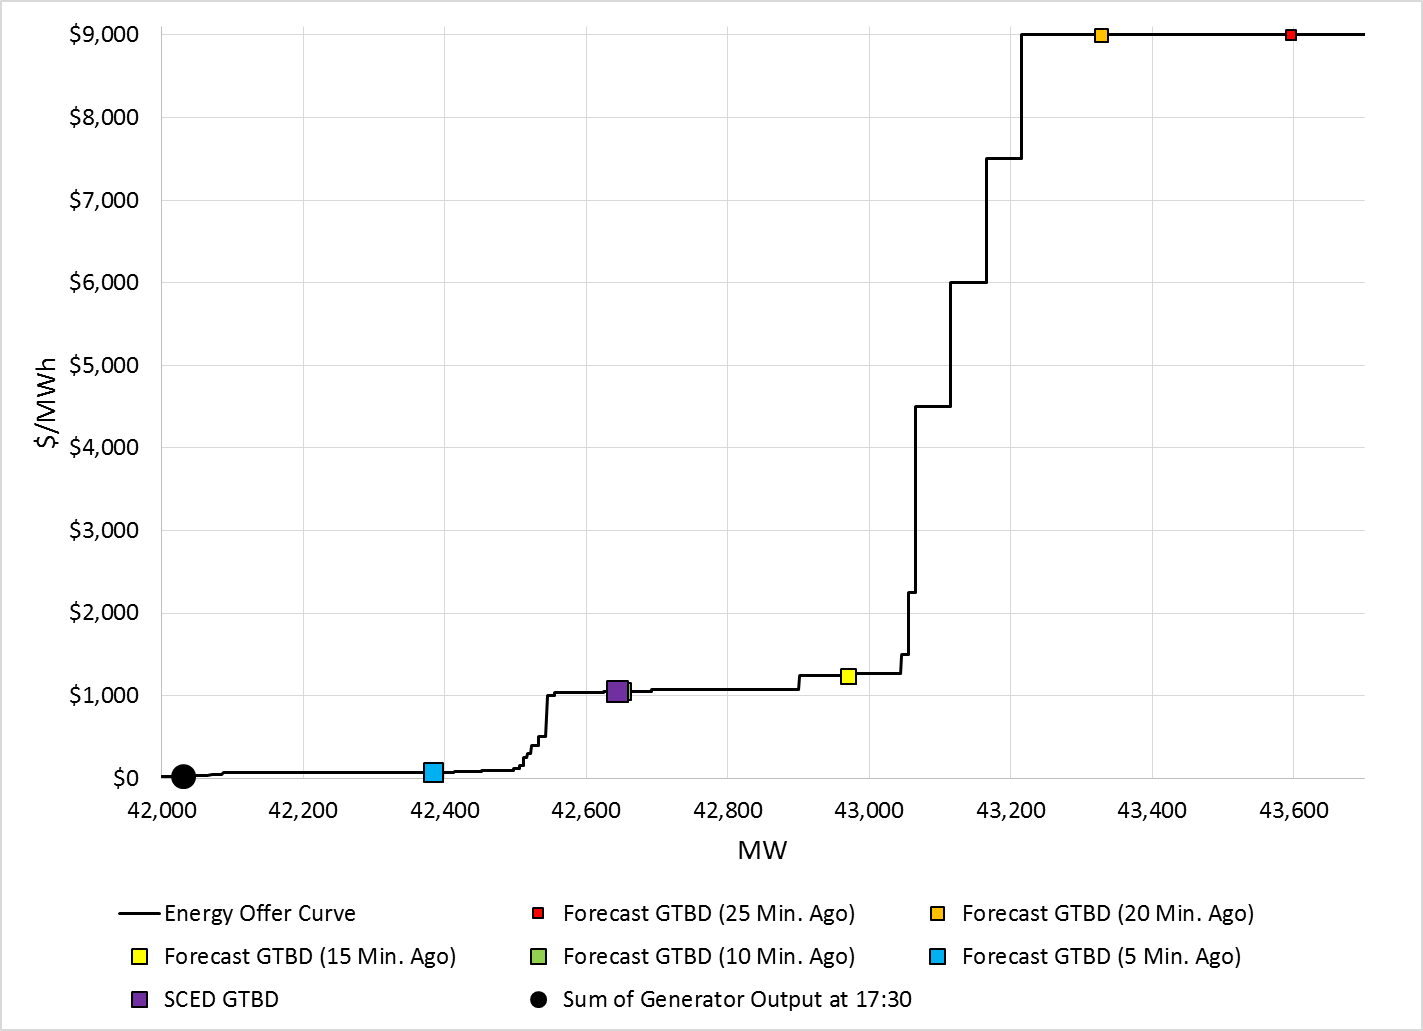 $9,000
$8,000
$7,000
$6,000
$5,000
$4,000
$3,000
$2,000
$1,000
$0
$/MWh
42,000 42,200 42,400 42,600 42,800 43,000 43,200 43,400 43,600
MW
Energy Offer Curve Forecast GTBD (25 Min. Ago) Forecast GTBD (20 Min. Ago)
Forecast GTBD (15 Min. Ago) Forecast GTBD (10 Min. Ago) Forecast GTBD (5 Min. Ago)
SCED GTBD Sum of Generator Output at 17:30